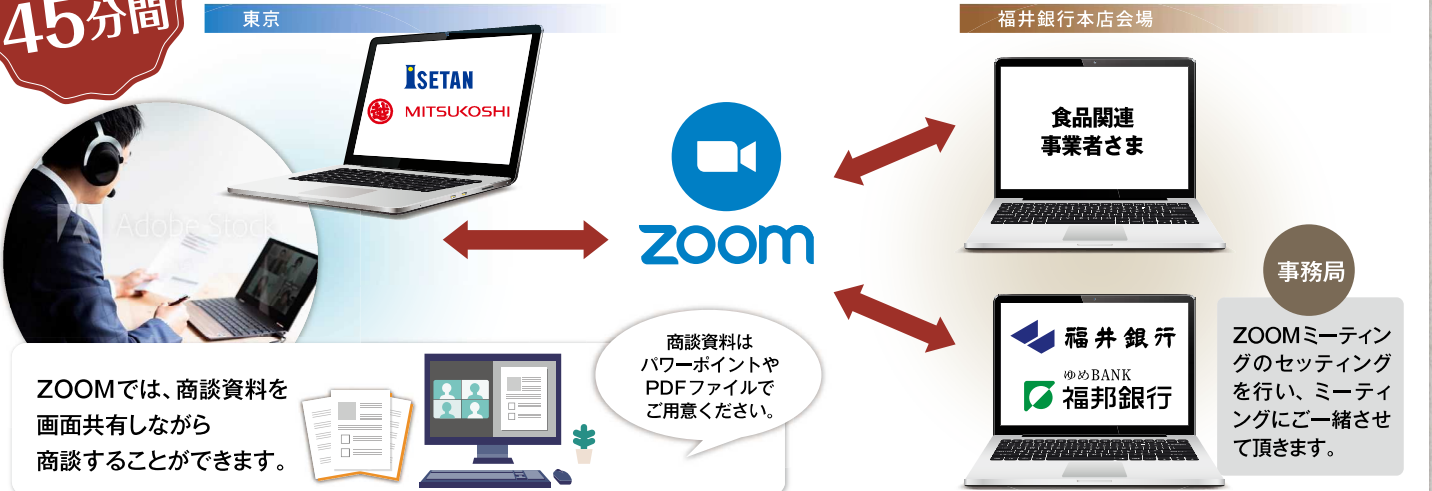 45分間
東京
福井銀行本店会場
ISETAN
MITSUKOSHI
食品関連
事業者さま
Adobe Stock
zoom
事務局
ZOOMミーティン
グのセッティング
を行い、ミーティ
ングにご一緒させ
て頂きます。
福井銀行
ゆめBANK
福邦銀行
商談資料は
パワーポイントや
PDFファイルで
ご用意ください。
ZOOMでは、商談資料を
画面共有しながら
商談することができます。